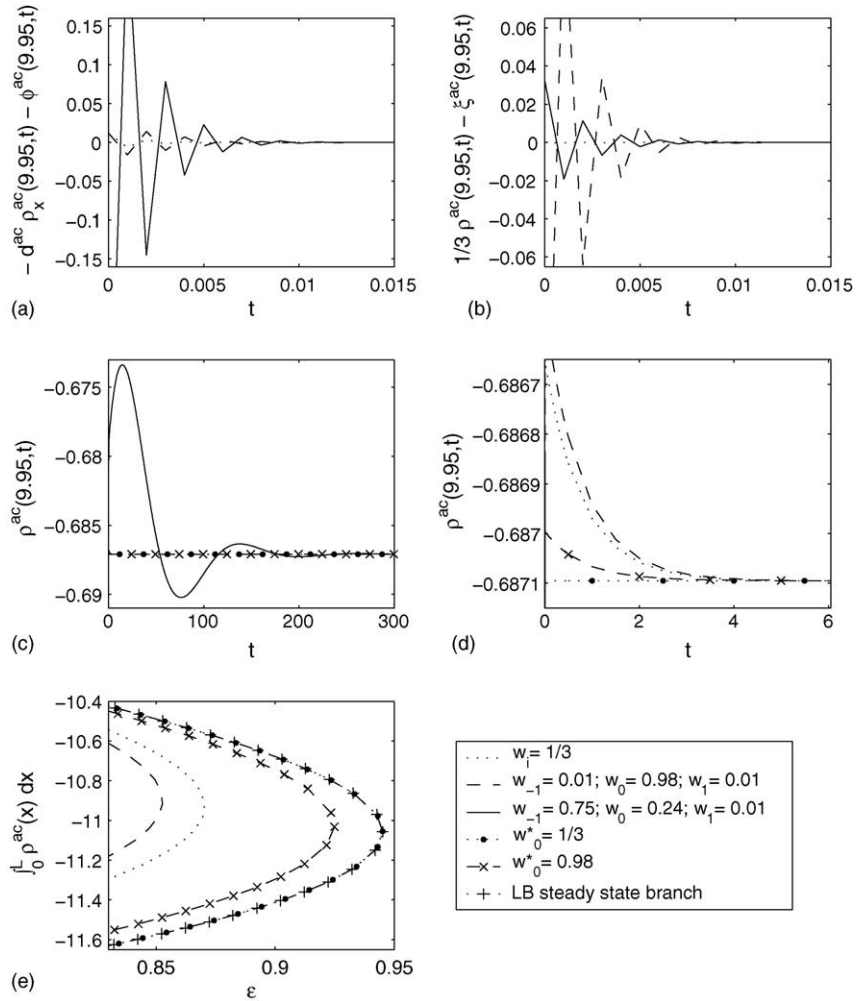 − d^ac ρ_x^ac(9.95,t) − φ^ac(9.95,t)
0.15
0.1
0.05
0
−0.05
−0.1
−0.15
0
0.005
0.01
0.015
t
(a)
1/3 ρ^ac(9.95,t) − ξ^ac(9.95,t)
0.06
0.04
0.02
0
−0.02
−0.04
−0.06
0
0.005
0.01
0.015
t
(b)
ρ^ac(9.95,t)
−0.675
−0.68
−0.685
−0.69
0
100
200
300
t
(c)
ρ^ac(9.95,t)
−0.6867
−0.6868
−0.6869
−0.687
−0.6871
0
2
4
6
t
(d)
∫_0^L ρ^ac(x) dx
−10.4
−10.6
−10.8
−11
−11.2
−11.4
−11.6
0.85
0.9
0.95
ε
(e)
w_i = 1/3
w_−1 = 0.01; w_0 = 0.98; w_1 = 0.01
w_−1 = 0.75; w_0 = 0.24; w_1 = 0.01
w*_0 = 1/3
w*_0 = 0.98
LB steady state branch